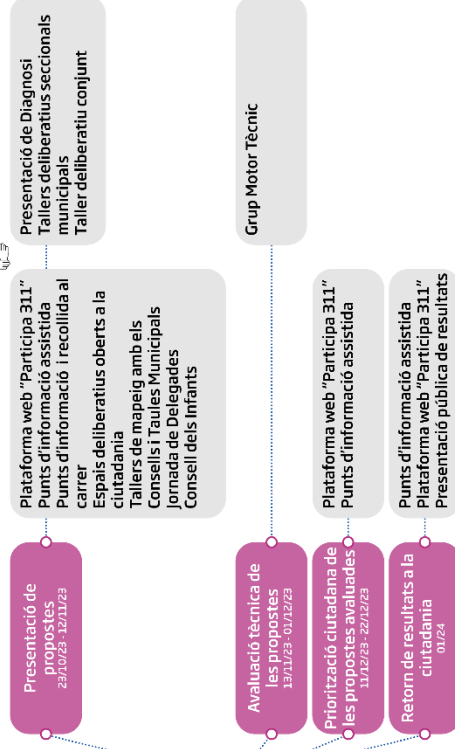 Presentació de
propostes
23/10/23 - 12/11/23
Plataforma web "Participa 311"
Punts d'informació assistida
Punts d'informació i recollida al
carrer
Espais deliberatius oberts a la
ciutadania
Tallers de mapeig amb els
Consells i Taules Municipals
Jornada de Delegades
Consell dels Infants
Presentació de Diagnosi
Tallers deliberatius seccionals
municipals
Taller deliberatiu conjunt
Avaluació tècnica de
les propostes
13/11/23 - 01/12/23
Grup Motor Tècnic
Priorització ciutadana de
les propostes avaluades
11/12/23 - 22/12/23
Plataforma web "Participa 311"
Punts d'informació assistida
Retorn de resultats a la
ciutadania
01/24
Punts d'informació assistida
Plataforma web "Participa 311"
Presentació pública de resultats